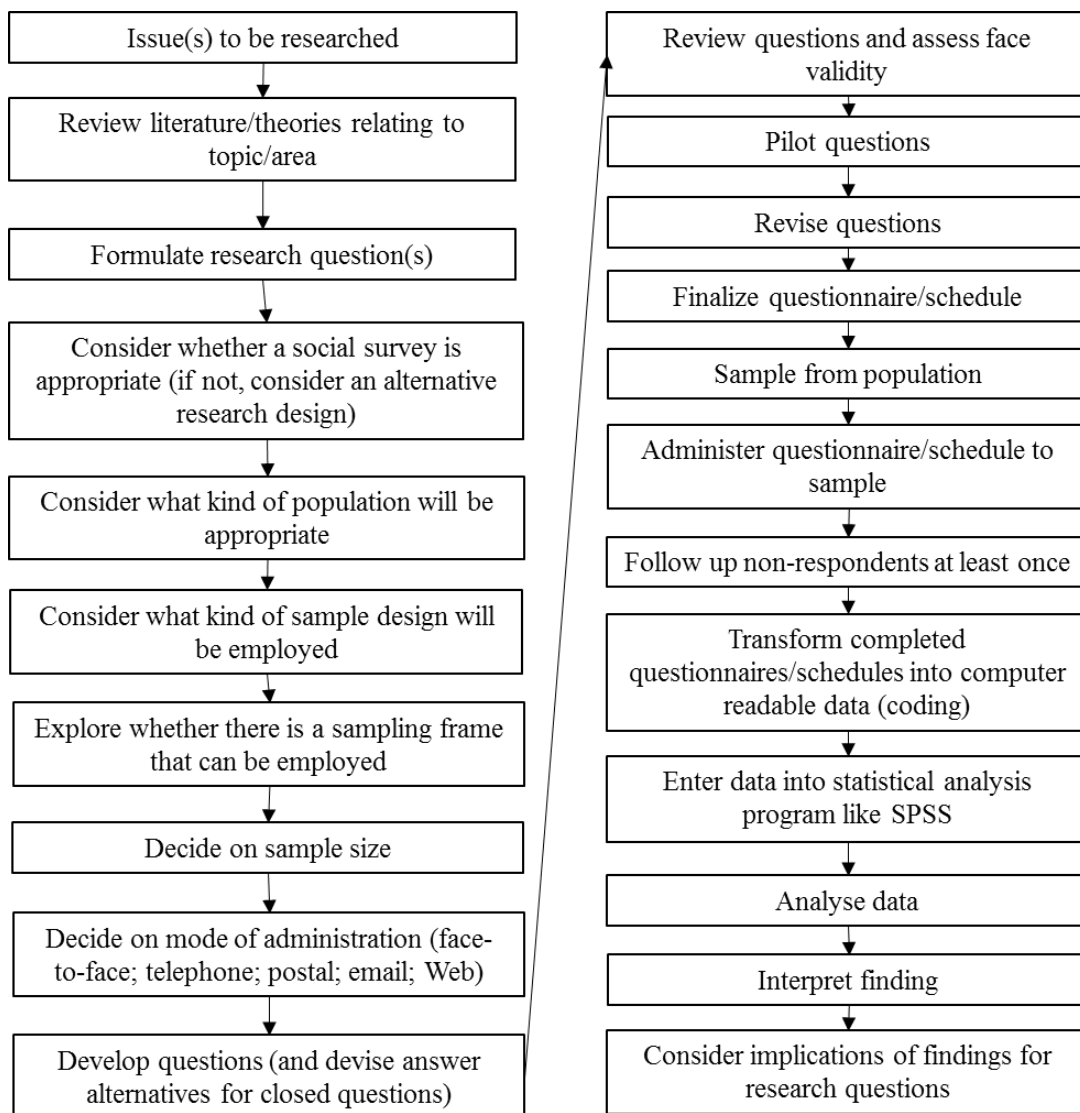 Issue(s) to be researched
Review literature/theories relating to
topic/area
Formulate research question(s)
Consider whether a social survey is
appropriate (if not, consider an alternative
research design)
Consider what kind of population will be
appropriate
Consider what kind of sample design will
be employed
Explore whether there is a sampling frame
that can be employed
Decide on sample size
Decide on mode of administration (face-
to-face; telephone; postal; email; Web)
Develop questions (and devise answer
alternatives for closed questions)
Review questions and assess face
validity
Pilot questions
Revise questions
Finalize questionnaire/schedule
Sample from population
Administer questionnaire/schedule to
sample
Follow up non-respondents at least once
Transform completed
questionnaires/schedules into computer
readable data (coding)
Enter data into statistical analysis
program like SPSS
Analyse data
Interpret finding
Consider implications of findings for
research questions